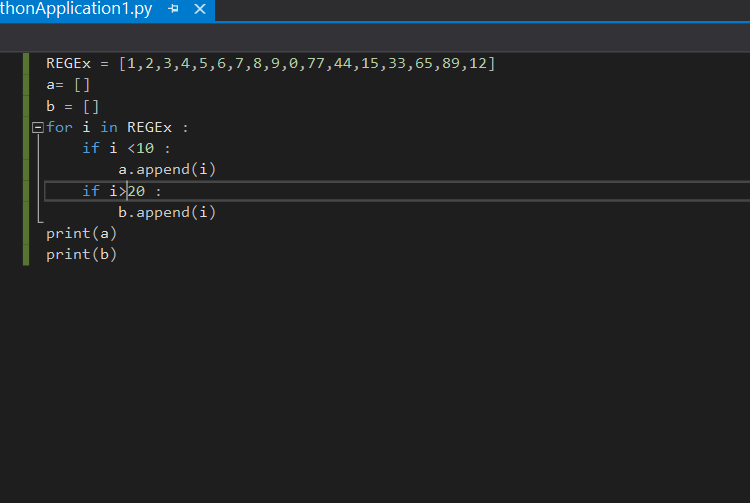 thonApplication1.py
REGEx = [1,2,3,4,5,6,7,8,9,0,77,44,15,33,65,89,12]
a= []
b = []
for i in REGEx :
    if i <10 :
        a.append(i)
    if i>20 :
        b.append(i)
print(a)
print(b)